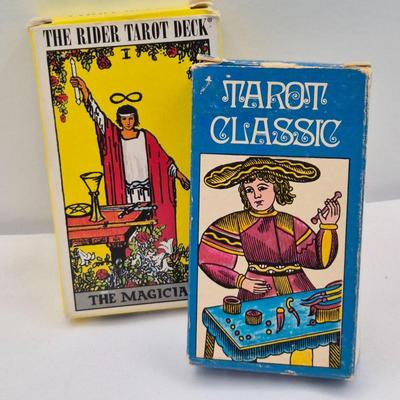 THE RIDER TAROT DECK®
I
THE MAGICIA
TAROT
CLASSIC